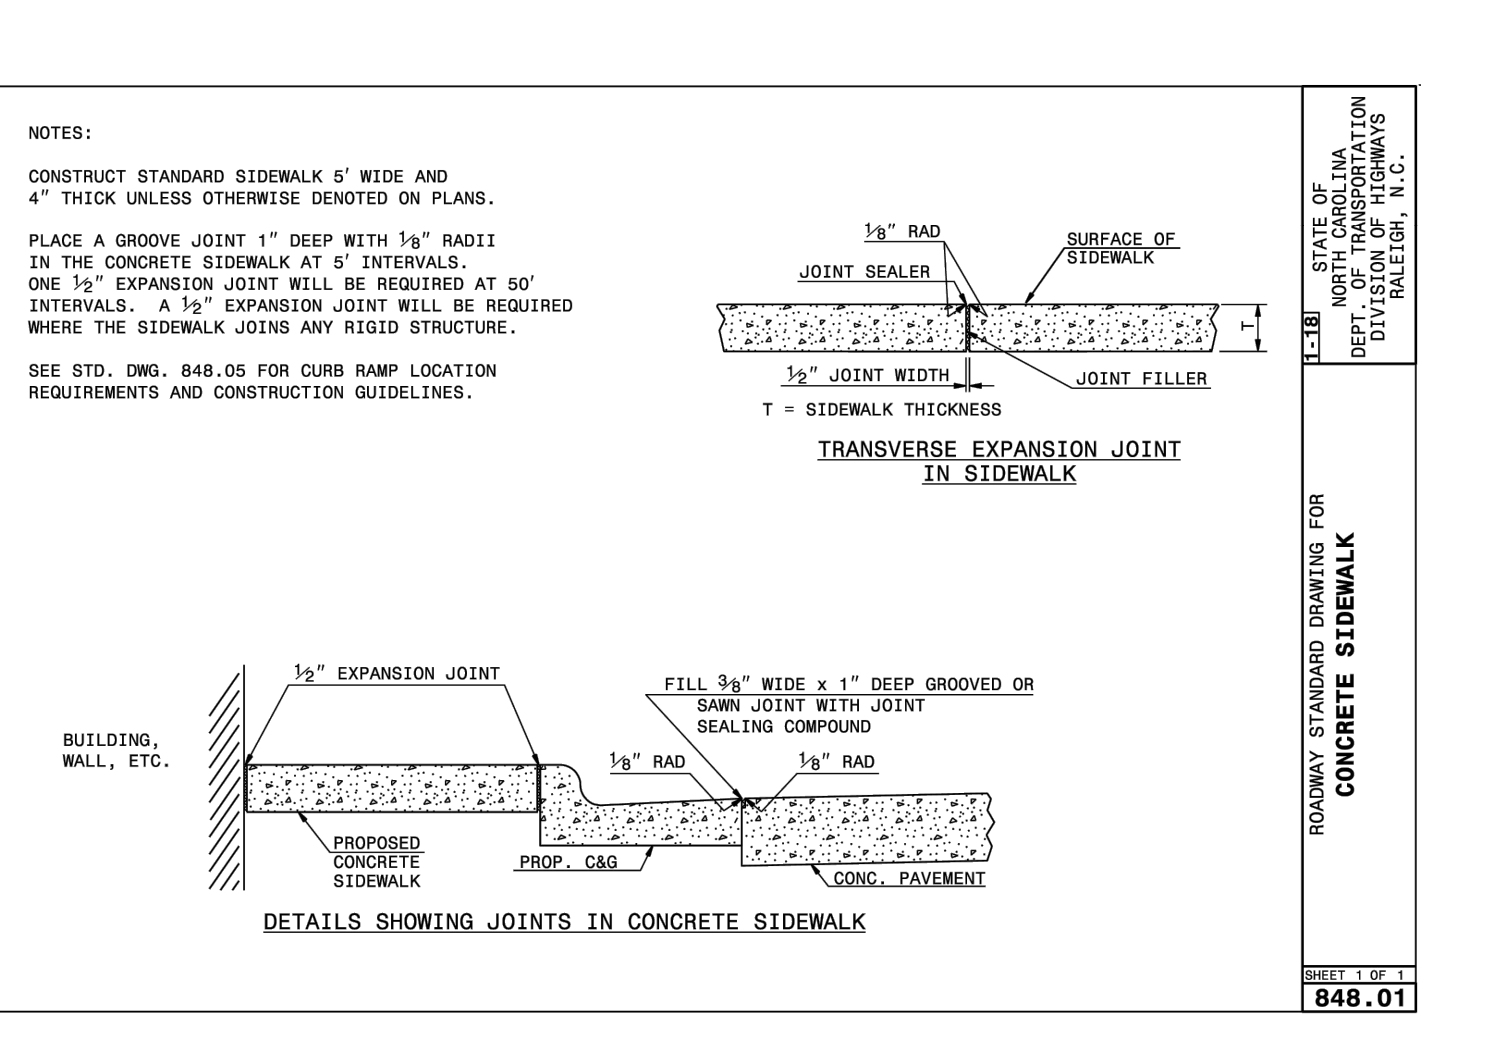 NOTES:
CONSTRUCT STANDARD SIDEWALK 5' WIDE AND
4" THICK UNLESS OTHERWISE DENOTED ON PLANS.
PLACE A GROOVE JOINT 1" DEEP WITH 1/8" RADII
IN THE CONCRETE SIDEWALK AT 5' INTERVALS.
ONE 1/2" EXPANSION JOINT WILL BE REQUIRED AT 50'
INTERVALS. A 1/2" EXPANSION JOINT WILL BE REQUIRED
WHERE THE SIDEWALK JOINS ANY RIGID STRUCTURE.
SEE STD. DWG. 848.05 FOR CURB RAMP LOCATION
REQUIREMENTS AND CONSTRUCTION GUIDELINES.
1/8" RAD
JOINT SEALER
SURFACE OF
SIDEWALK
T
1/2" JOINT WIDTH
JOINT FILLER
T = SIDEWALK THICKNESS
TRANSVERSE EXPANSION JOINT
IN SIDEWALK
1/2" EXPANSION JOINT
BUILDING,
WALL, ETC.
FILL 3/8" WIDE x 1" DEEP GROOVED OR
SAWN JOINT WITH JOINT
SEALING COMPOUND
1/8" RAD
1/8" RAD
PROPOSED
CONCRETE
SIDEWALK
PROP. C&G
CONC. PAVEMENT
DETAILS SHOWING JOINTS IN CONCRETE SIDEWALK
1-18
STATE OF
NORTH CAROLINA
DEPT. OF TRANSPORTATION
DIVISION OF HIGHWAYS
RALEIGH, N.C.
ROADWAY STANDARD DRAWING FOR
CONCRETE SIDEWALK
SHEET 1 OF 1
848.01